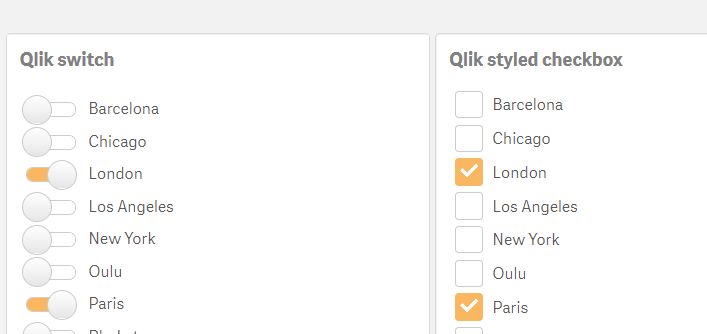 Qlik switch
Barcelona
Chicago
London
Los Angeles
New York
Oulu
Paris
Qlik styled checkbox
Barcelona
Chicago
London
Los Angeles
New York
Oulu
Paris